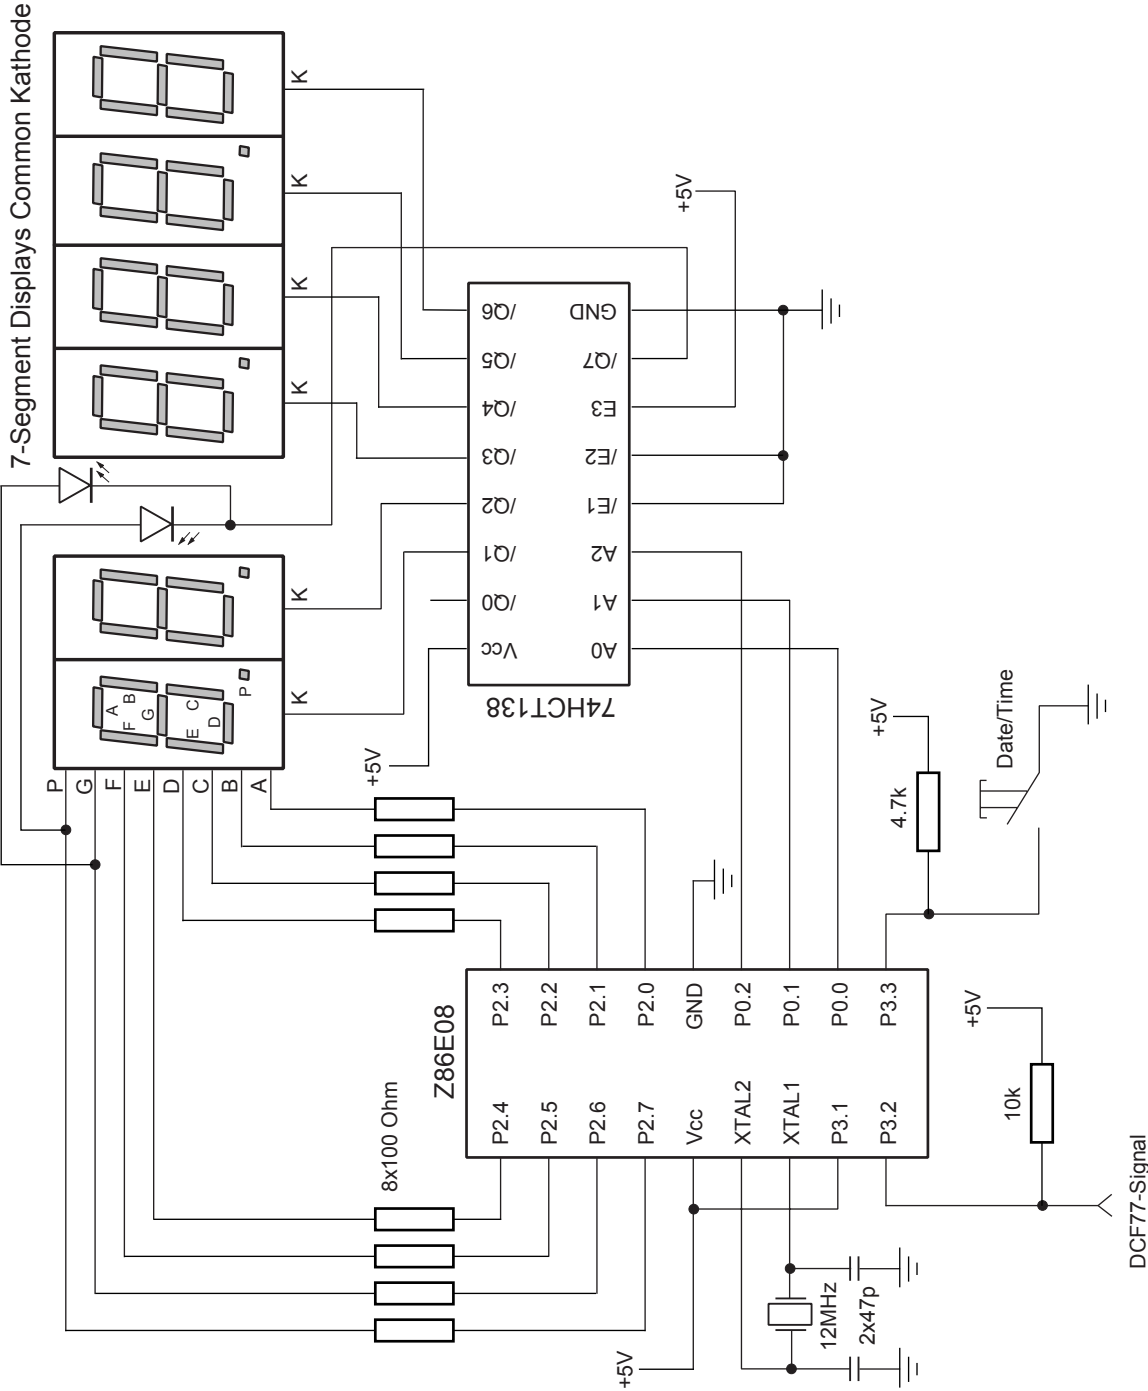 7-Segment Displays Common Kathode
K
K
K
K
K
K
A
F
B
G
E
C
D
P
P
G
F
E
D
C
B
A
+5V
/Q6
/Q5
/Q4
/Q3
/Q2
/Q1
/Q0
Vcc
GND
/Q7
E3
/E2
/E1
A2
A1
A0
74HCT138
+5V
8x100 Ohm
Z86E08
P2.4
P2.5
P2.6
P2.7
Vcc
XTAL2
XTAL1
P3.1
P3.2
P2.3
P2.2
P2.1
P2.0
GND
P0.2
P0.1
P0.0
P3.3
+5V
12MHz
2x47p
10k
+5V
DCF77-Signal
4.7k
+5V
Date/Time